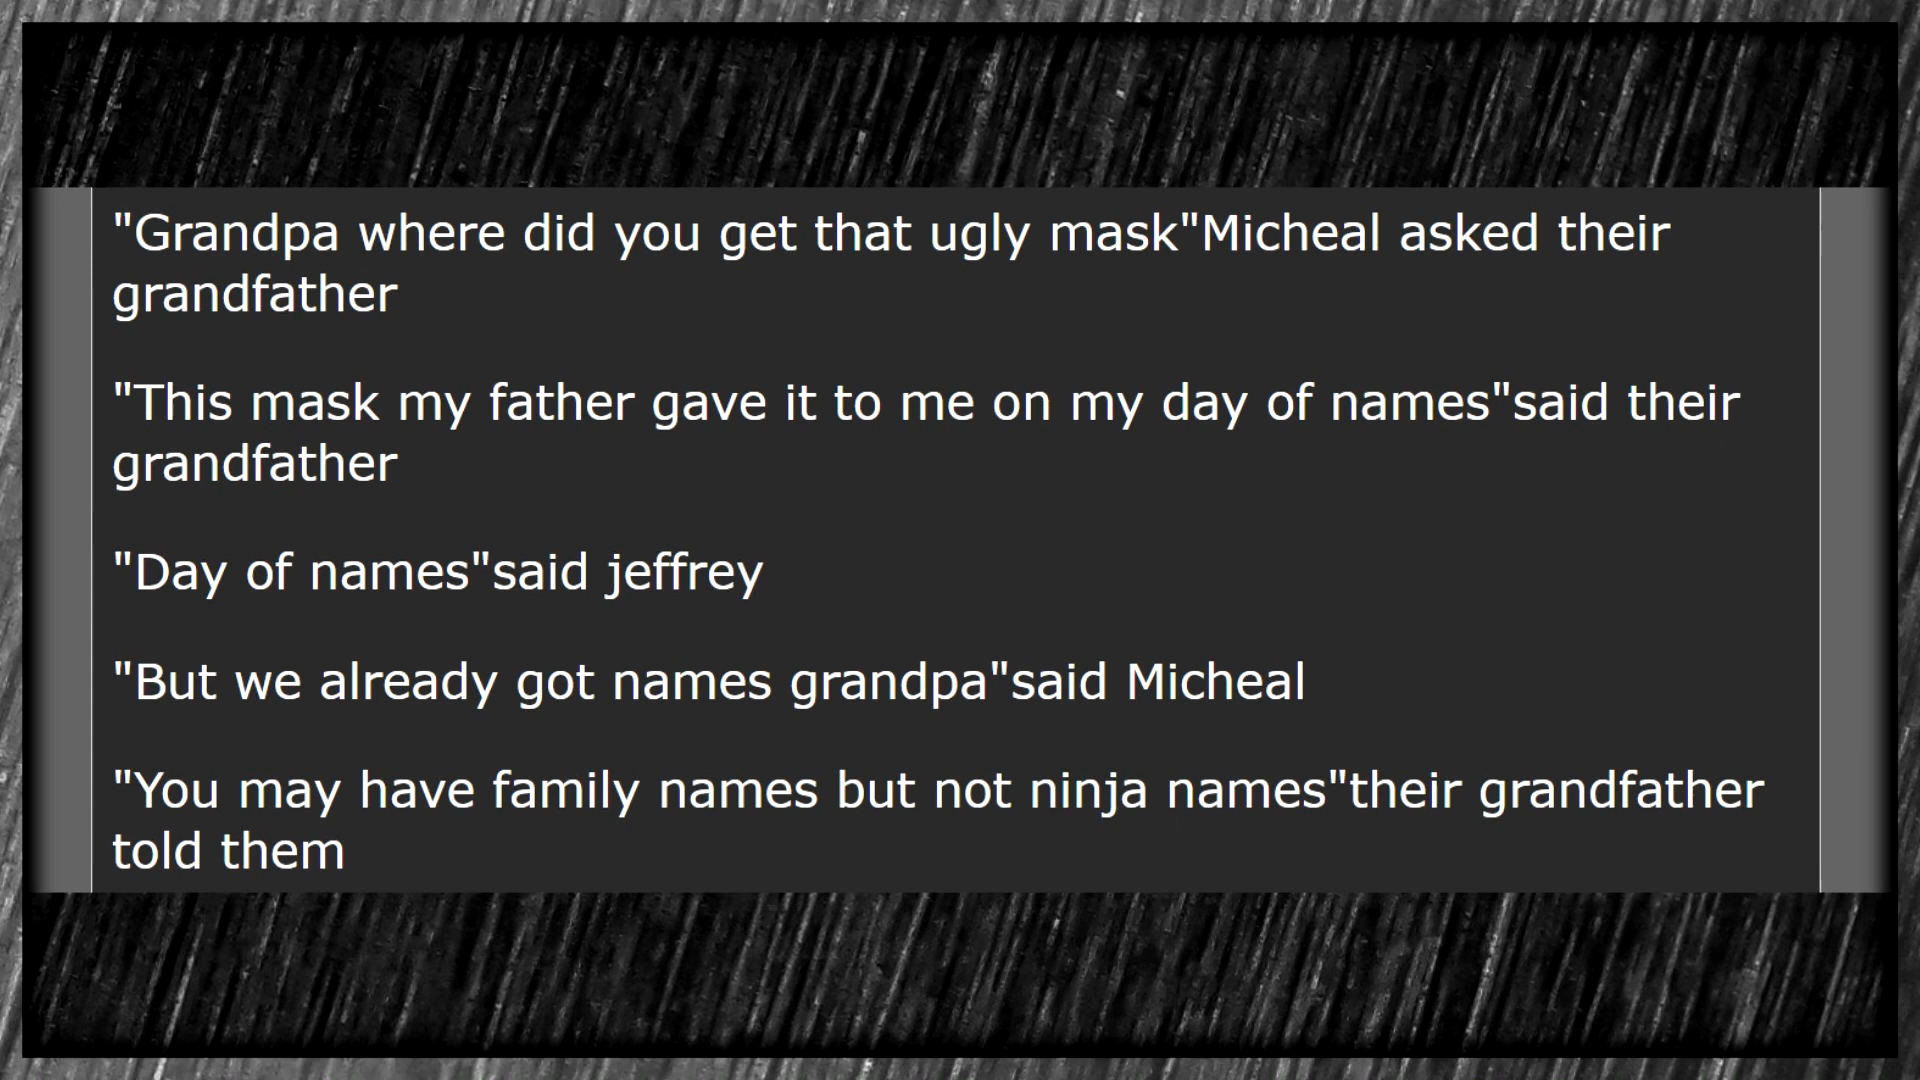 "Grandpa where did you get that ugly mask"Micheal asked their
grandfather
"This mask my father gave it to me on my day of names"said their
grandfather
"Day of names"said jeffrey
"But we already got names grandpa"said Micheal
"You may have family names but not ninja names"their grandfather
told them